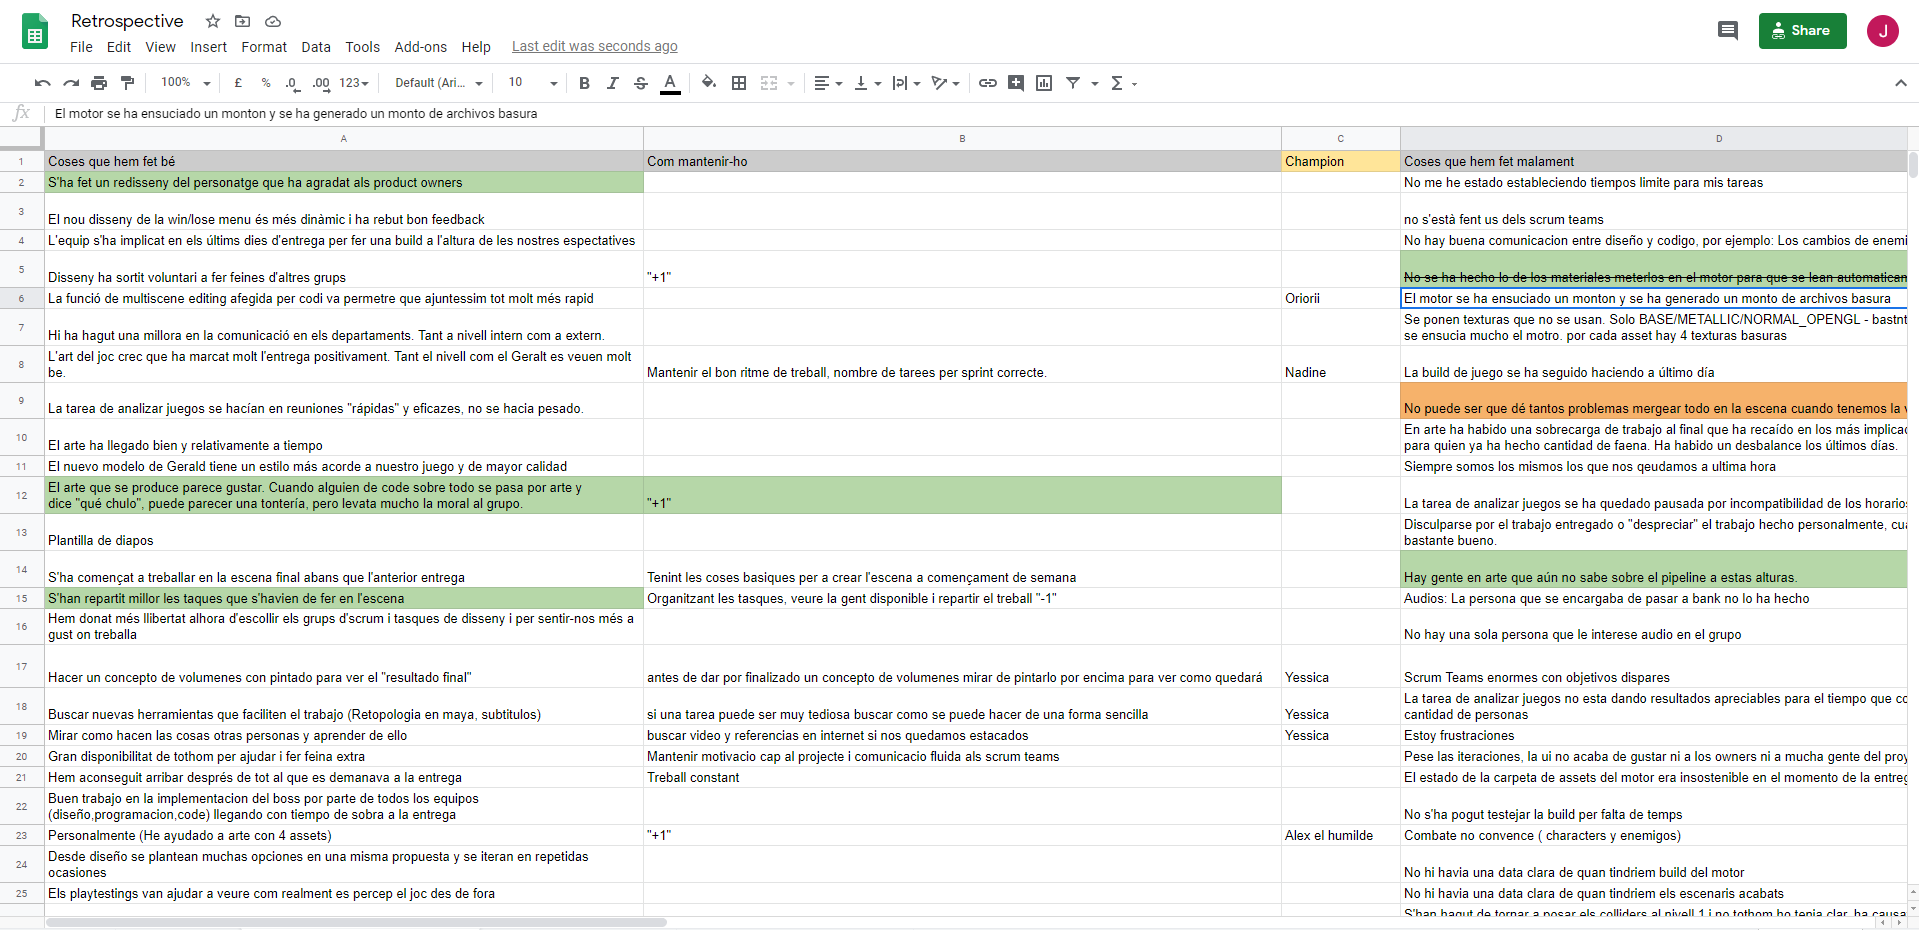 Retrospective
File Edit View Insert Format Data Tools Add-ons Help Last edit was seconds ago
Share
J
100% £ % .0 .00 123 Default (Ari... 10 B I S A
fx El motor se ha ensuciado un monton y se ha generado un monto de archivos basura
A B C D
1 Coses que hem fet bé Com mantenir-ho Champion Coses que hem fet malament
2 S'ha fet un redisseny del personatge que ha agradat als product owners No me he estado estableciendo tiempos limite para mis tareas
3 El nou disseny de la win/lose menu és més dinàmic i ha rebut bon feedback no s'està fent us dels scrum teams
4 L'equip s'ha implicat en els últims dies d'entrega per fer una build a l'altura de les nostres espectatives No hay buena comunicacion entre diseño y codigo, por ejemplo: Los cambios de enemi
5 Disseny ha sortit voluntari a fer feines d'altres grups "+1" No se ha hecho lo de los materiales meterlos en el motor para que se lean automatican
6 La funció de multiscene editing afegida per codi va permetre que ajuntessim tot molt més rapid Oriorii El motor se ha ensuciado un monton y se ha generado un monto de archivos basura
7 Hi ha hagut una millora en la comunicació en els departaments. Tant a nivell intern com a extern. Se ponen texturas que no se usan. Solo BASE/METALLIC/NORMAL_OPENGL - bastnt
se ensucia mucho el motro. por cada asset hay 4 texturas basuras
8 L'art del joc crec que ha marcat molt l'entrega positivament. Tant el nivell com el Geralt es veuen molt
be. Mantenir el bon ritme de treball, nombre de tarees per sprint correcte. Nadine La build de juego se ha seguido haciendo a último día
9 La tarea de analizar juegos se hacían en reuniones "rápidas" y eficazes, no se hacia pesado. No puede ser que dé tantos problemas mergear todo en la escena cuando tenemos la v
10 El arte ha llegado bien y relativamente a tiempo En arte ha habido una sobrecarga de trabajo al final que ha recaído en los más implicad
para quien ya ha hecho cantidad de faena. Ha habido un desbalance los últimos días.
11 El nuevo modelo de Gerald tiene un estilo más acorde a nuestro juego y de mayor calidad Siempre somos los mismos los que nos qeudamos a ultima hora
12 El arte que se produce parece gustar. Cuando alguien de code sobre todo se pasa por arte y
dice "qué chulo", puede parecer una tontería, pero levata mucho la moral al grupo. "+1" La tarea de analizar juegos se ha quedado pausada por incompatibilidad de los horarios
13 Plantilla de diapos Disculparse por el trabajo entregado o "despreciar" el trabajo hecho personalmente, cua
bastante bueno.
14 S'ha començat a treballar en la escena final abans que l'anterior entrega Tenint les coses basiques per a crear l'escena a començament de semana Hay gente en arte que aún no sabe sobre el pipeline a estas alturas.
15 S'han repartit millor les taques que s'havien de fer en l'escena Organitzant les tasques, veure la gent disponible i repartir el treball "-1" Audios: La persona que se encargaba de pasar a bank no lo ha hecho
16 Hem donat més llibertat alhora d'escollir els grups d'scrum i tasques de disseny i per sentir-nos més a
gust on treballa No hay una sola persona que le interese audio en el grupo
17 Hacer un concepto de volumenes con pintado para ver el "resultado final" antes de dar por finalizado un concepto de volumenes mirar de pintarlo por encima para ver como quedará Yessica Scrum Teams enormes con objetivos dispares
18 Buscar nuevas herramientas que faciliten el trabajo (Retopologia en maya, subtitulos) si una tarea puede ser muy tediosa buscar como se puede hacer de una forma sencilla Yessica La tarea de analizar juegos no esta dando resultados apreciables para el tiempo que co
cantidad de personas
19 Mirar como hacen las cosas otras personas y aprender de ello buscar video y referencias en internet si nos quedamos estacados Yessica Estoy frustraciones
20 Gran disponibilitat de tothom per ajudar i fer feina extra Mantenir motivacio cap al projecte i comunicacio fluida als scrum teams Pese las iteraciones, la ui no acaba de gustar ni a los owners ni a mucha gente del proy
21 Hem aconseguit arribar després de tot al que es demanava a la entrega Treball constant El estado de la carpeta de assets del motor era insostenible en el momento de la entreg
22 Buen trabajo en la implementacion del boss por parte de todos los equipos
(diseño,programacion,code) llegando con tiempo de sobra a la entrega No s'ha pogut testejar la build per falta de temps
23 Personalmente (He ayudado a arte con 4 assets) "+1" Alex el humilde Combate no convence ( characters y enemigos)
24 Desde diseño se plantean muchas opciones en una misma propuesta y se iteran en repetidas
ocasiones No hi havia una data clara de quan tindriem build del motor
25 Els playtestings van ajudar a veure com realment es percep el joc des de fora No hi havia una data clara de quan tindriem els escenaris acabats
S'han hagut de tornar a posar els colliders al nivell 1 i no tothom ho tenia clar, ha causa